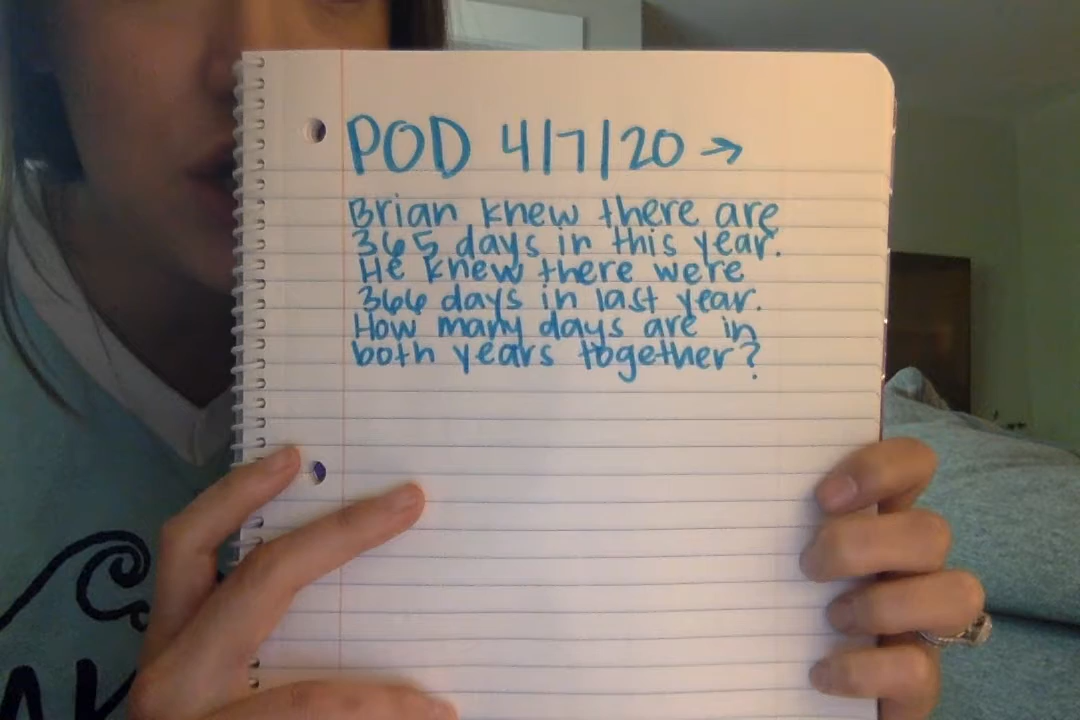 POD 4/7/20 →
Brian knew there are
365 days in this year.
He knew there were
366 days in last year.
How many days are in
both years together?